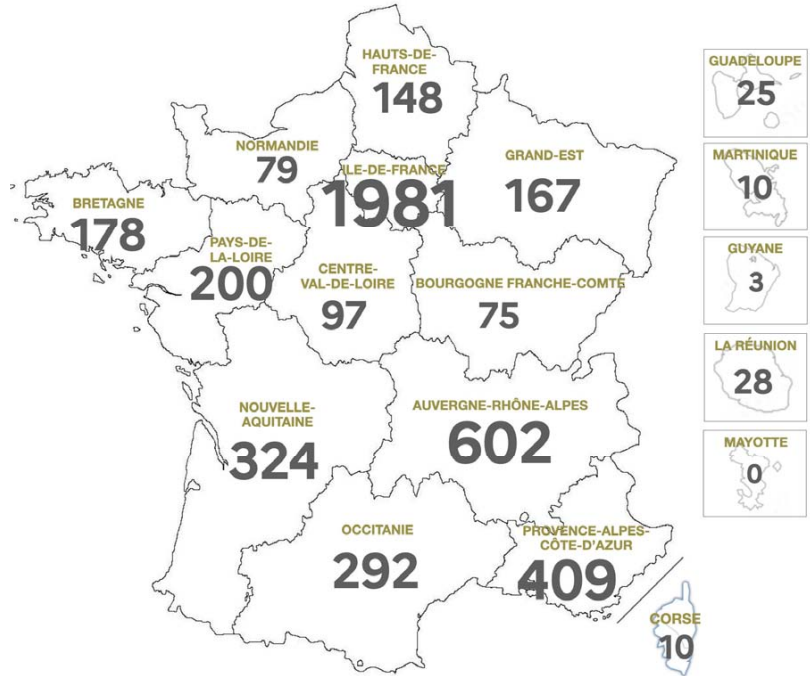 HAUTS-DE-
FRANCE
148
NORMANDIE
79
ILE-DE-FRANCE
1981
GRAND-EST
167
BRETAGNE
178
PAYS-DE-
LA-LOIRE
200
CENTRE-
VAL-DE-LOIRE
97
BOURGOGNE FRANCHE-COMTÉ
75
NOUVELLE-
AQUITAINE
324
AUVERGNE-RHÔNE-ALPES
602
OCCITANIE
292
PROVENCE-ALPES-
CÔTE-D'AZUR
409
CORSE
10
GUADELOUPE
25
MARTINIQUE
10
GUYANE
3
LA RÉUNION
28
MAYOTTE
0